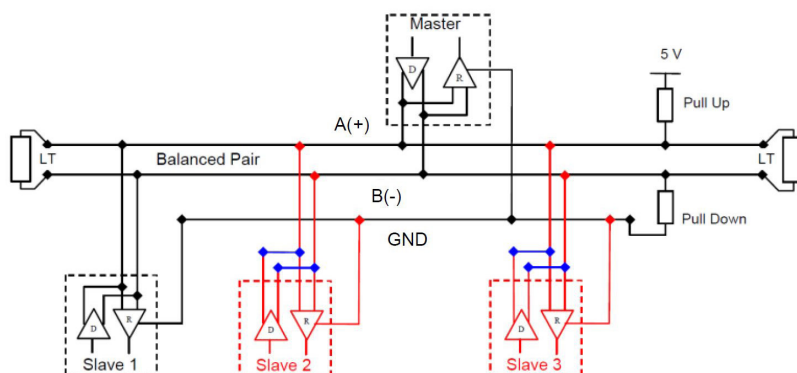 Master
D
R
5 V
Pull Up
A(+)
LT
Balanced Pair
LT
B(-)
Pull Down
GND
D
R
Slave 1
D
R
Slave 2
D
R
Slave 3